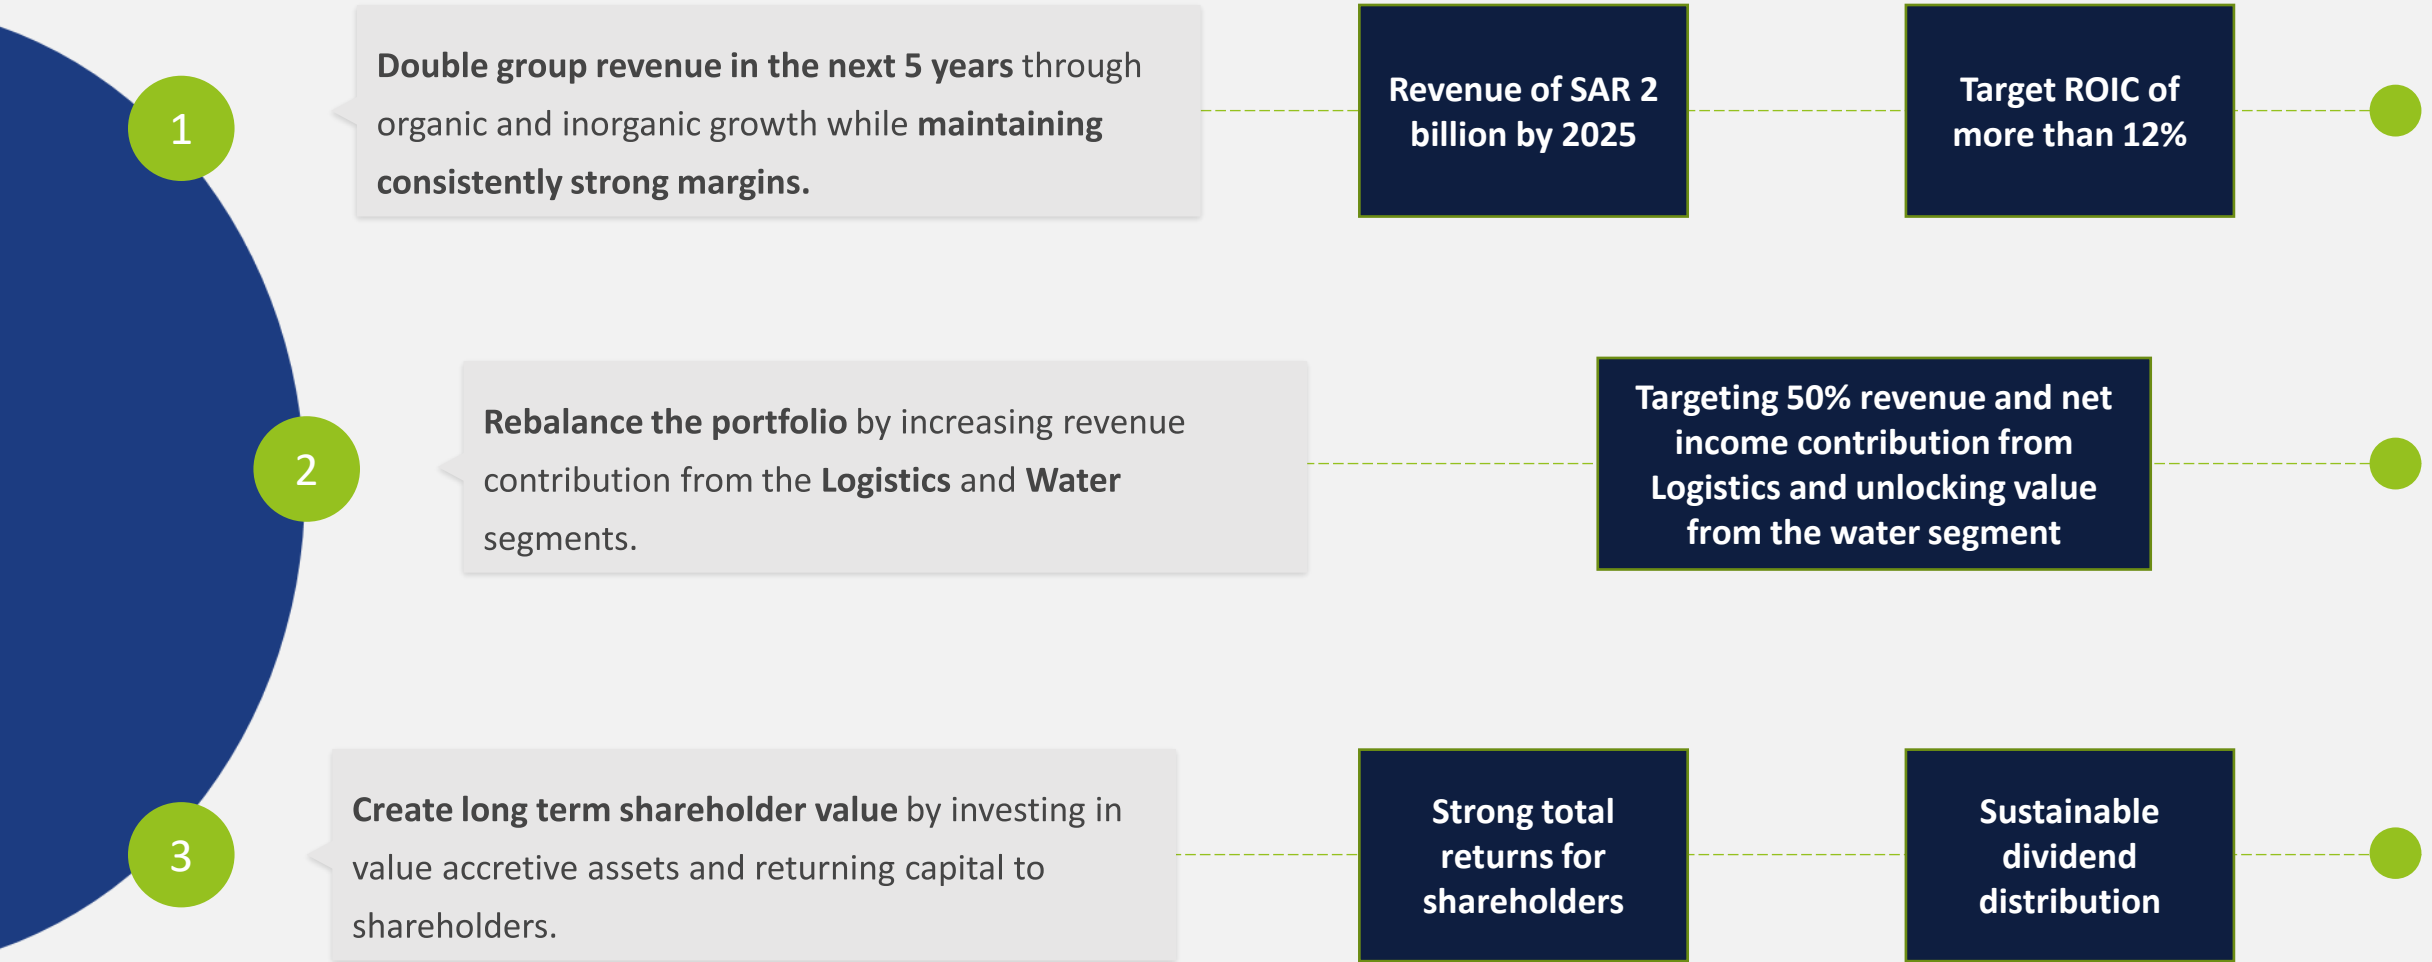 1
Double group revenue in the next 5 years through
organic and inorganic growth while maintaining
consistently strong margins.
Revenue of SAR 2
billion by 2025
Target ROIC of
more than 12%
2
Rebalance the portfolio by increasing revenue
contribution from the Logistics and Water
segments.
Targeting 50% revenue and net
income contribution from
Logistics and unlocking value
from the water segment
3
Create long term shareholder value by investing in
value accretive assets and returning capital to
shareholders.
Strong total
returns for
shareholders
Sustainable
dividend
distribution